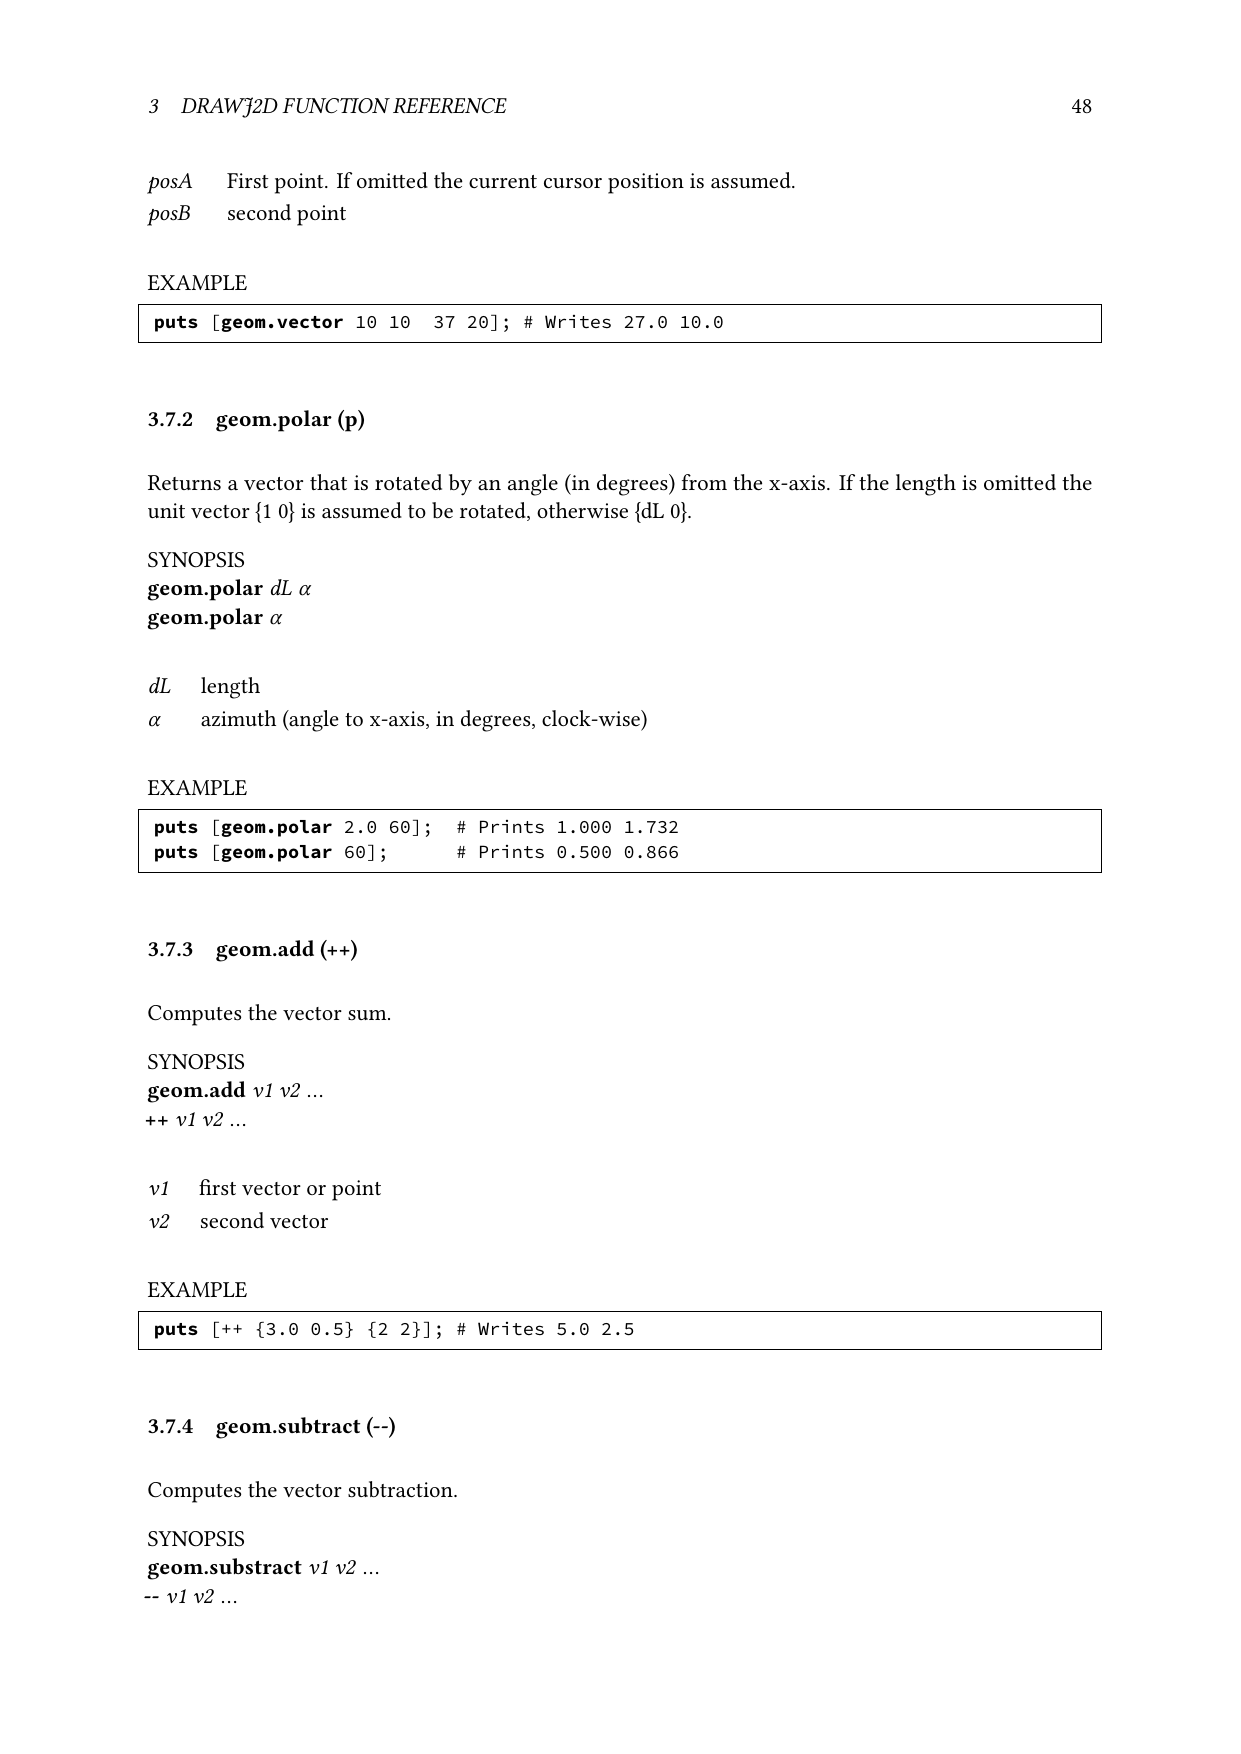 3 DRAWJ2D FUNCTION REFERENCE 48
posA First point. If omitted the current cursor position is assumed.
posB second point
EXAMPLE
puts [geom.vector 10 10  37 20]; # Writes 27.0 10.0
3.7.2 geom.polar (p)
Returns a vector that is rotated by an angle (in degrees) from the x-axis. If the length is omitted the
unit vector {1 0} is assumed to be rotated, otherwise {dL 0}.
SYNOPSIS
geom.polar dL α
geom.polar α
dL length
α azimuth (angle to x-axis, in degrees, clock-wise)
EXAMPLE
puts [geom.polar 2.0 60];  # Prints 1.000 1.732
puts [geom.polar 60];      # Prints 0.500 0.866
3.7.3 geom.add (++)
Computes the vector sum.
SYNOPSIS
geom.add v1 v2 ...
++ v1 v2 ...
v1 first vector or point
v2 second vector
EXAMPLE
puts [++ {3.0 0.5} {2 2}]; # Writes 5.0 2.5
3.7.4 geom.subtract (--)
Computes the vector subtraction.
SYNOPSIS
geom.substract v1 v2 ...
-- v1 v2 ...